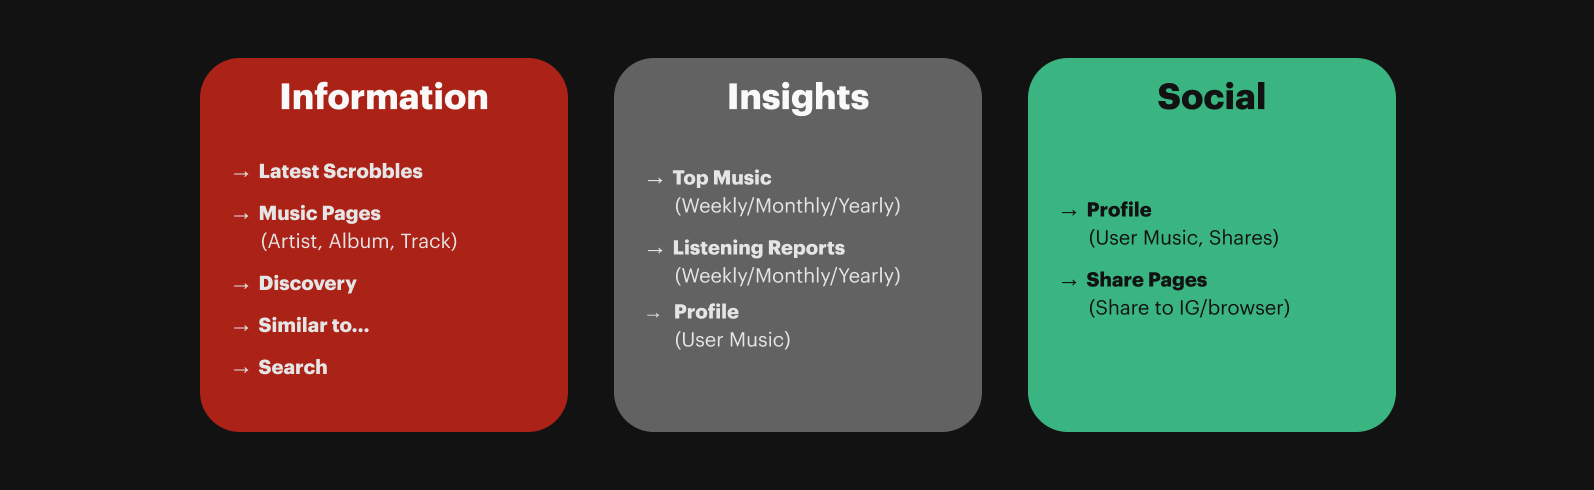 Information
→ Latest Scrobbles
→ Music Pages
(Artist, Album, Track)
→ Discovery
→ Similar to...
→ Search
Insights
→ Top Music
(Weekly/Monthly/Yearly)
→ Listening Reports
(Weekly/Monthly/Yearly)
→ Profile
(User Music)
Social
→ Profile
(User Music, Shares)
→ Share Pages
(Share to IG/browser)